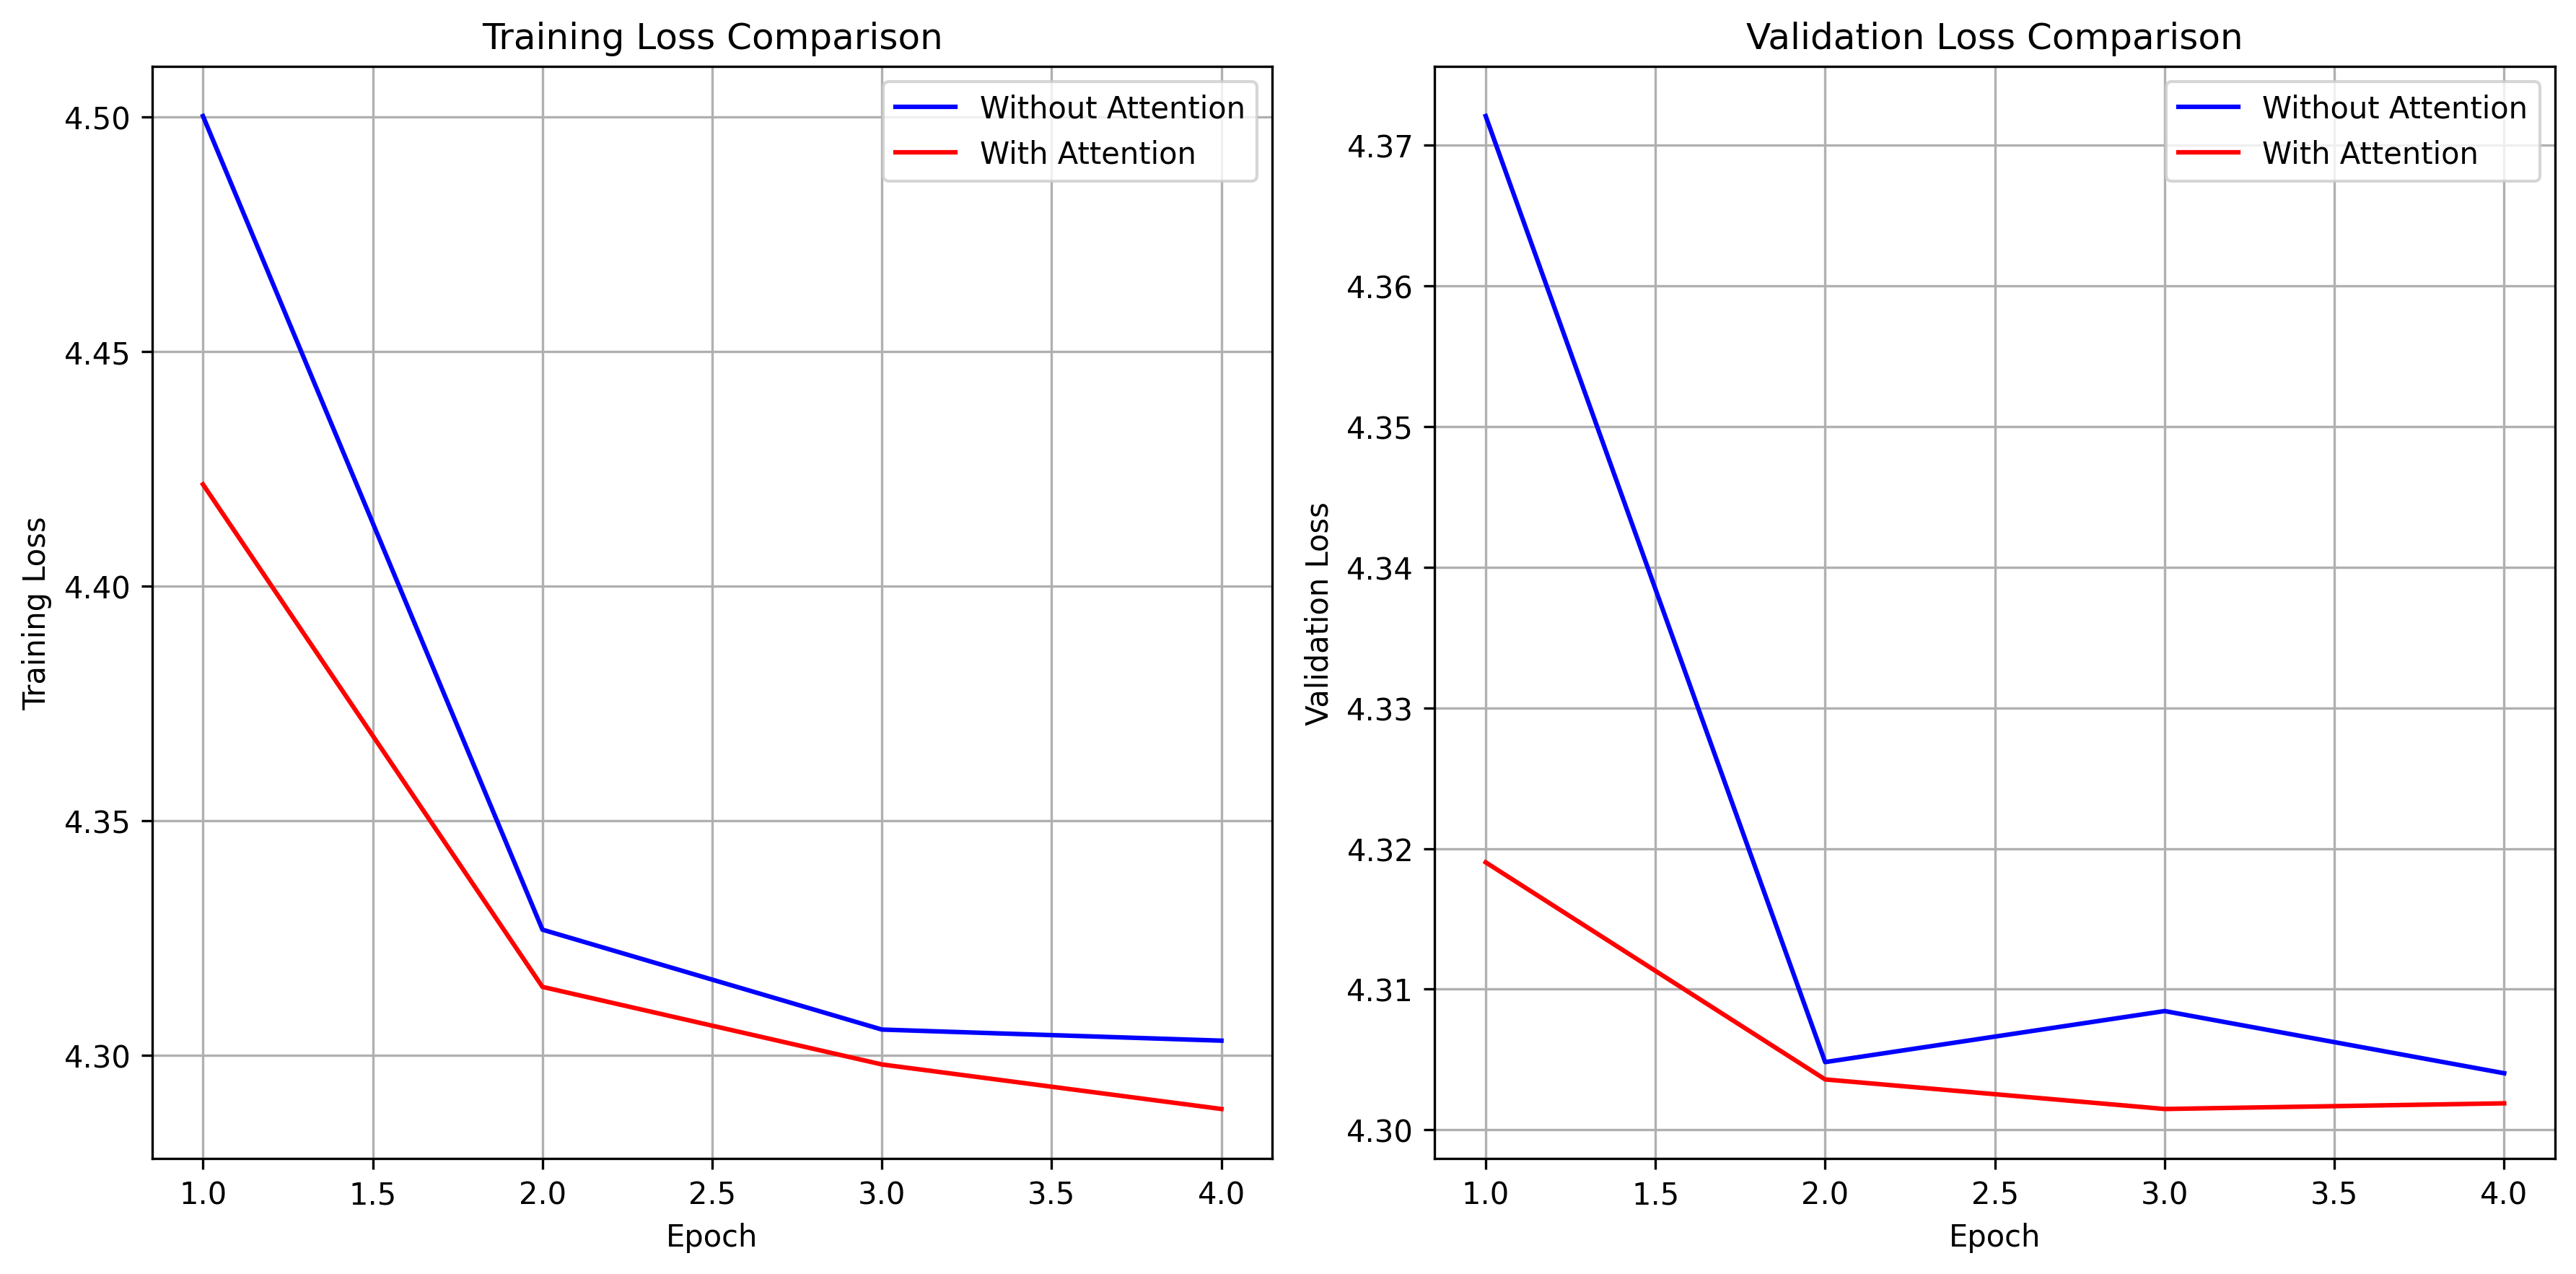 Training Loss Comparison
Without Attention
With Attention
4.50
4.45
4.40
4.35
4.30
Training Loss
1.0 1.5 2.0 2.5 3.0 3.5 4.0
Epoch
Validation Loss Comparison
Without Attention
With Attention
4.37
4.36
4.35
4.34
4.33
4.32
4.31
4.30
Validation Loss
1.0 1.5 2.0 2.5 3.0 3.5 4.0
Epoch